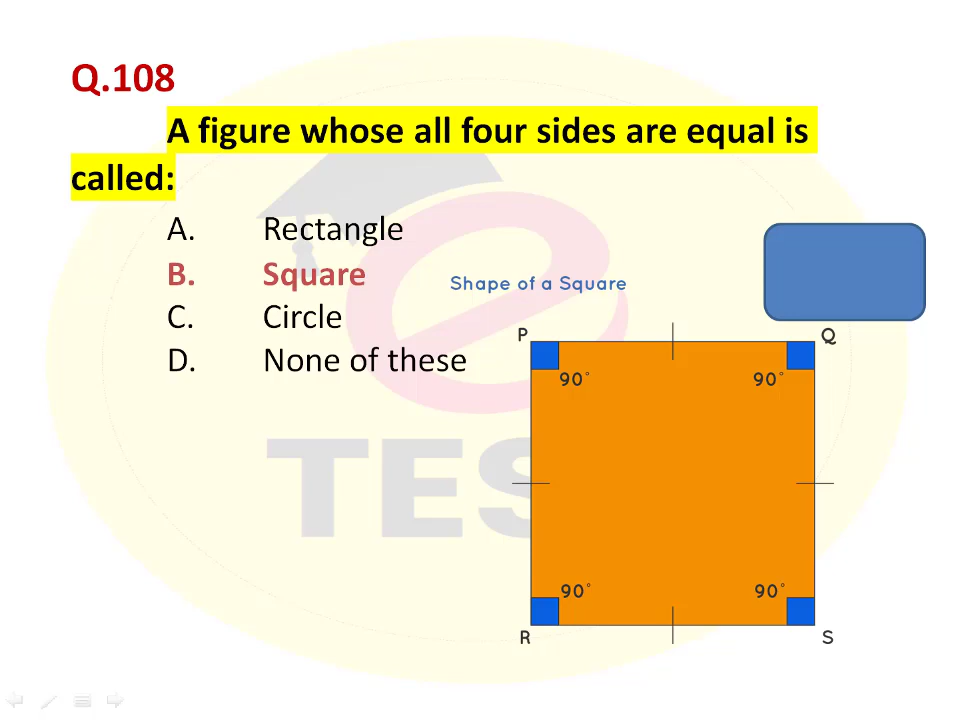 Q.108
A figure whose all four sides are equal is
called:
A. Rectangle
B. Square
Shape of a Square
C. Circle
D. None of these
P Q
90° 90°
90° 90°
R S
TES